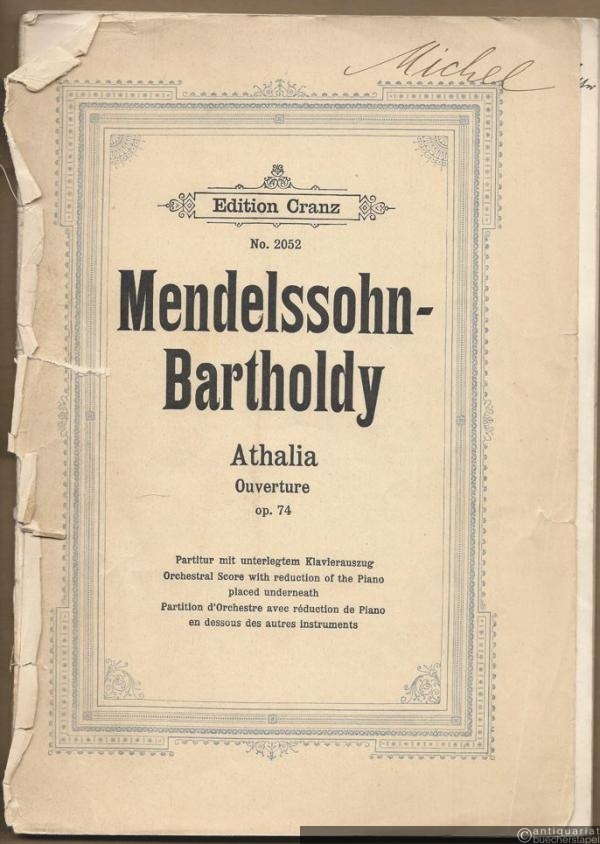 Michel
Edition Cranz
No. 2052
Mendelssohn-
Bartholdy
Athalia
Ouverture
op. 74
Partitur mit unterlegtem Klavierauszug
Orchestral Score with reduction of the Piano
placed underneath
Partition d'Orchestre avec réduction de Piano
en dessous des autres instruments
©antiquariat
buecherstapel